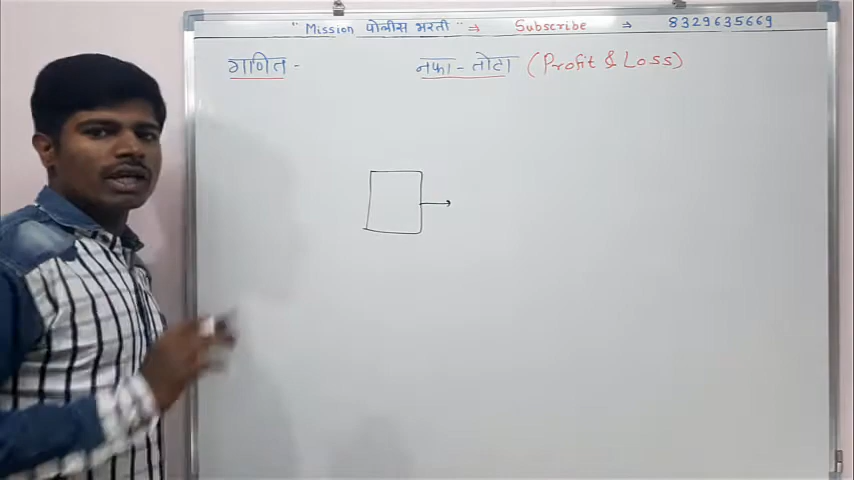 " Mission पोलीस भरती " → Subscribe → 8329635669
गणित - नफा - तोटा (Profit & Loss)